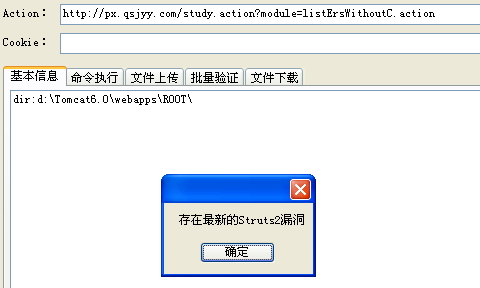 Action： http://px.qsjyy.com/study.action?module=listErsWithoutC.action
Cookie：
基本信息 命令执行 文件上传 批量验证 文件下载
dir:d:\Tomcat6.0\webapps\ROOT\
存在最新的Struts2漏洞
确定